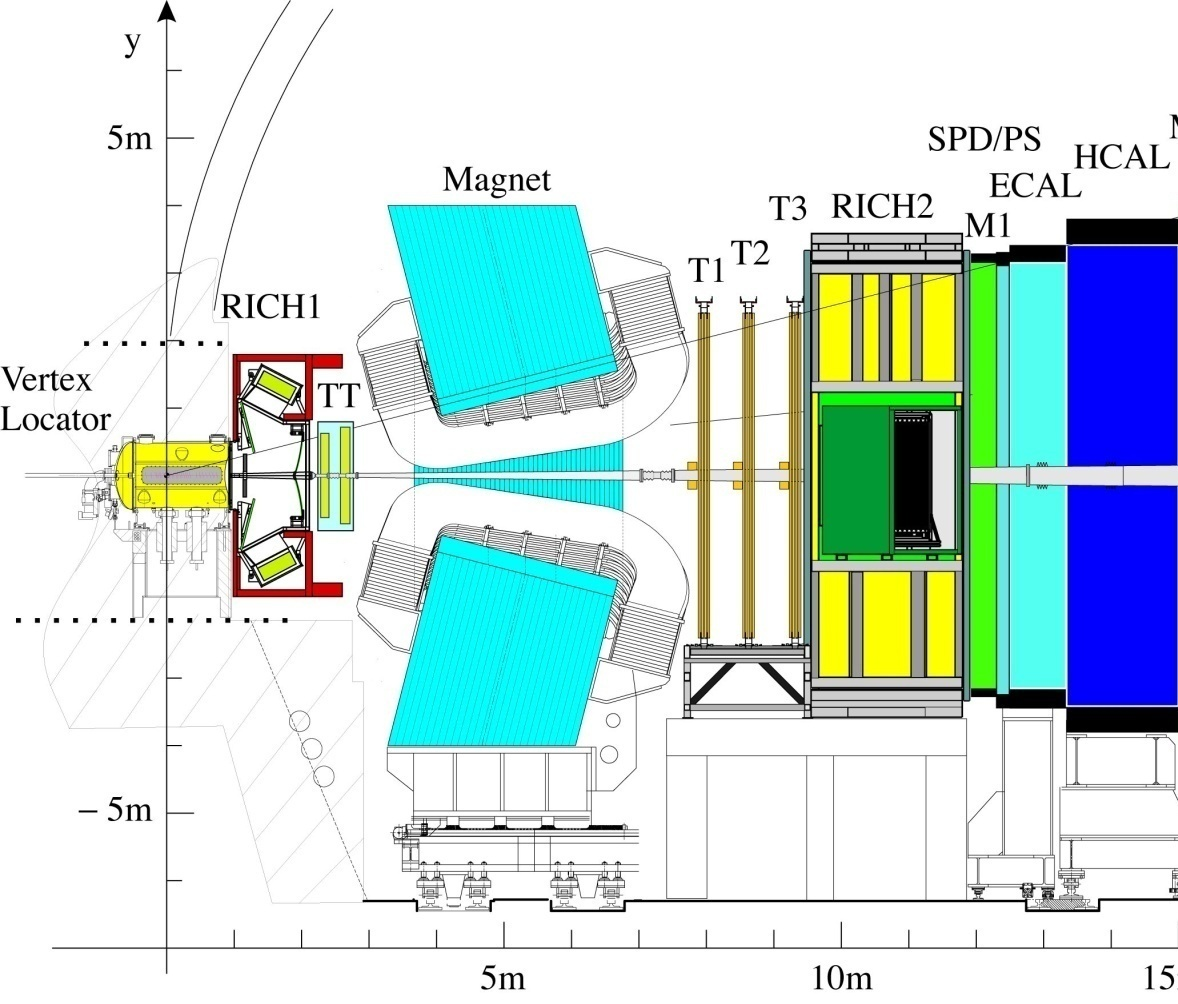 y
5m
SPD/PS
HCAL
Magnet
ECAL
T3 RICH2
M1
T2
T1
RICH1
Vertex
Locator
TT
– 5m
5m
10m